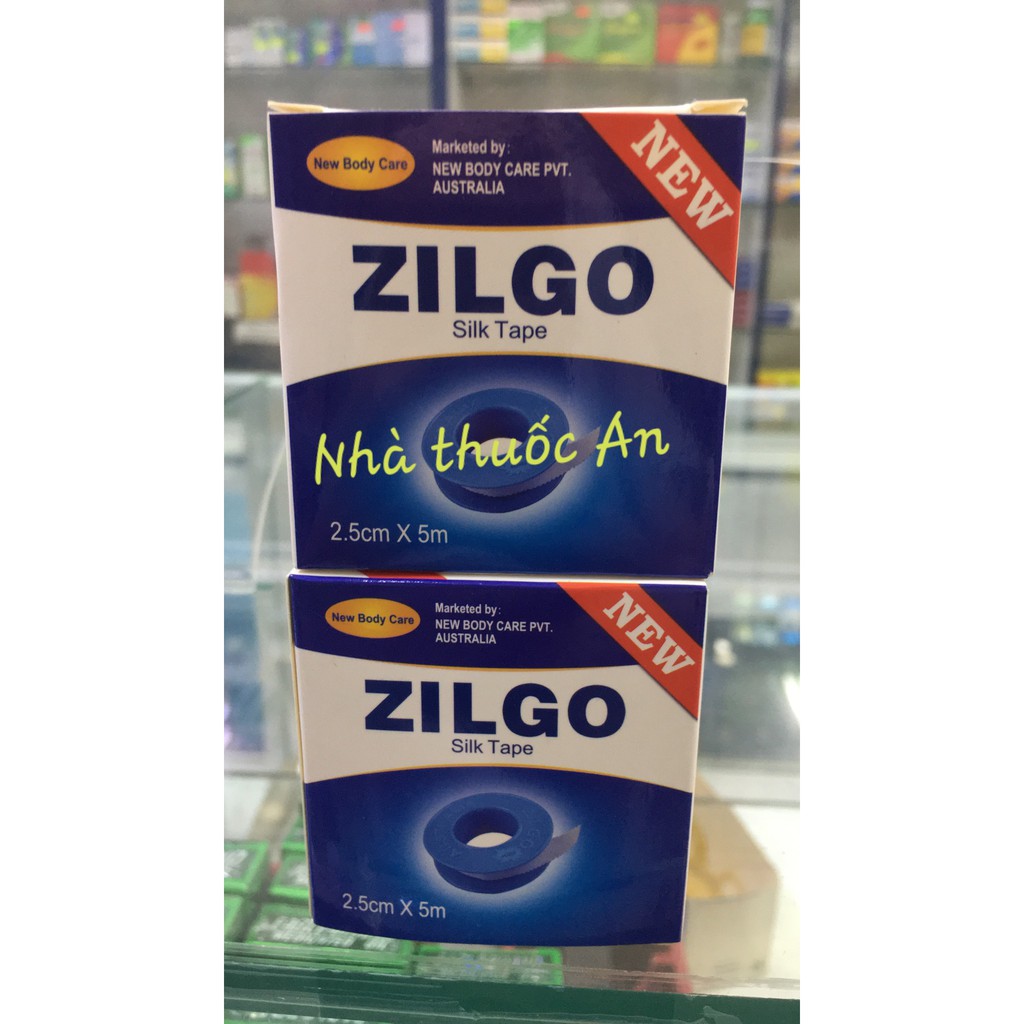 New Body Care
Marketed by:
NEW BODY CARE PVT.
AUSTRALIA
NEW
ZILGO
Silk Tape
Nhà thuốc An
2.5cm X 5m
New Body Care
Marketed by:
NEW BODY CARE PVT.
AUSTRALIA
NEW
ZILGO
Silk Tape
2.5cm X 5m